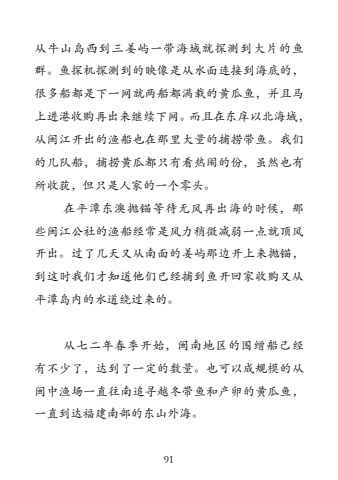 从牛山岛西到三姜屿一带海域就探测到大片的鱼
群。鱼探机探测到的映像是从水面连接到海底的，
很多船都是下一网就两船都满载的黄瓜鱼，并且马
上进港收购再出来继续下网。而且在东庠以北海域，
从闽江开出的渔船也在那里大量的捕捞带鱼。我们
的几队船，捕捞黄瓜都只有看热闹的份，虽然也有
所收获，但只是人家的一个零头。
在平潭东澳抛锚等待无风再出海的时候，那
些闽江公社的渔船经常是风力稍微减弱一点就顶风
开出。过了几天又从南面的姜屿那边开上来抛锚，
到这时我们才知道他们已经捕到鱼开回家收购又从
平潭岛内的水道绕过来的。
从七二年春季开始，闽南地区的围缯船已经
有不少了，达到了一定的数量。也可以成规模的从
闽中渔场一直往南追寻越冬带鱼和产卵的黄瓜鱼，
一直到达福建南部的东山外海。
91